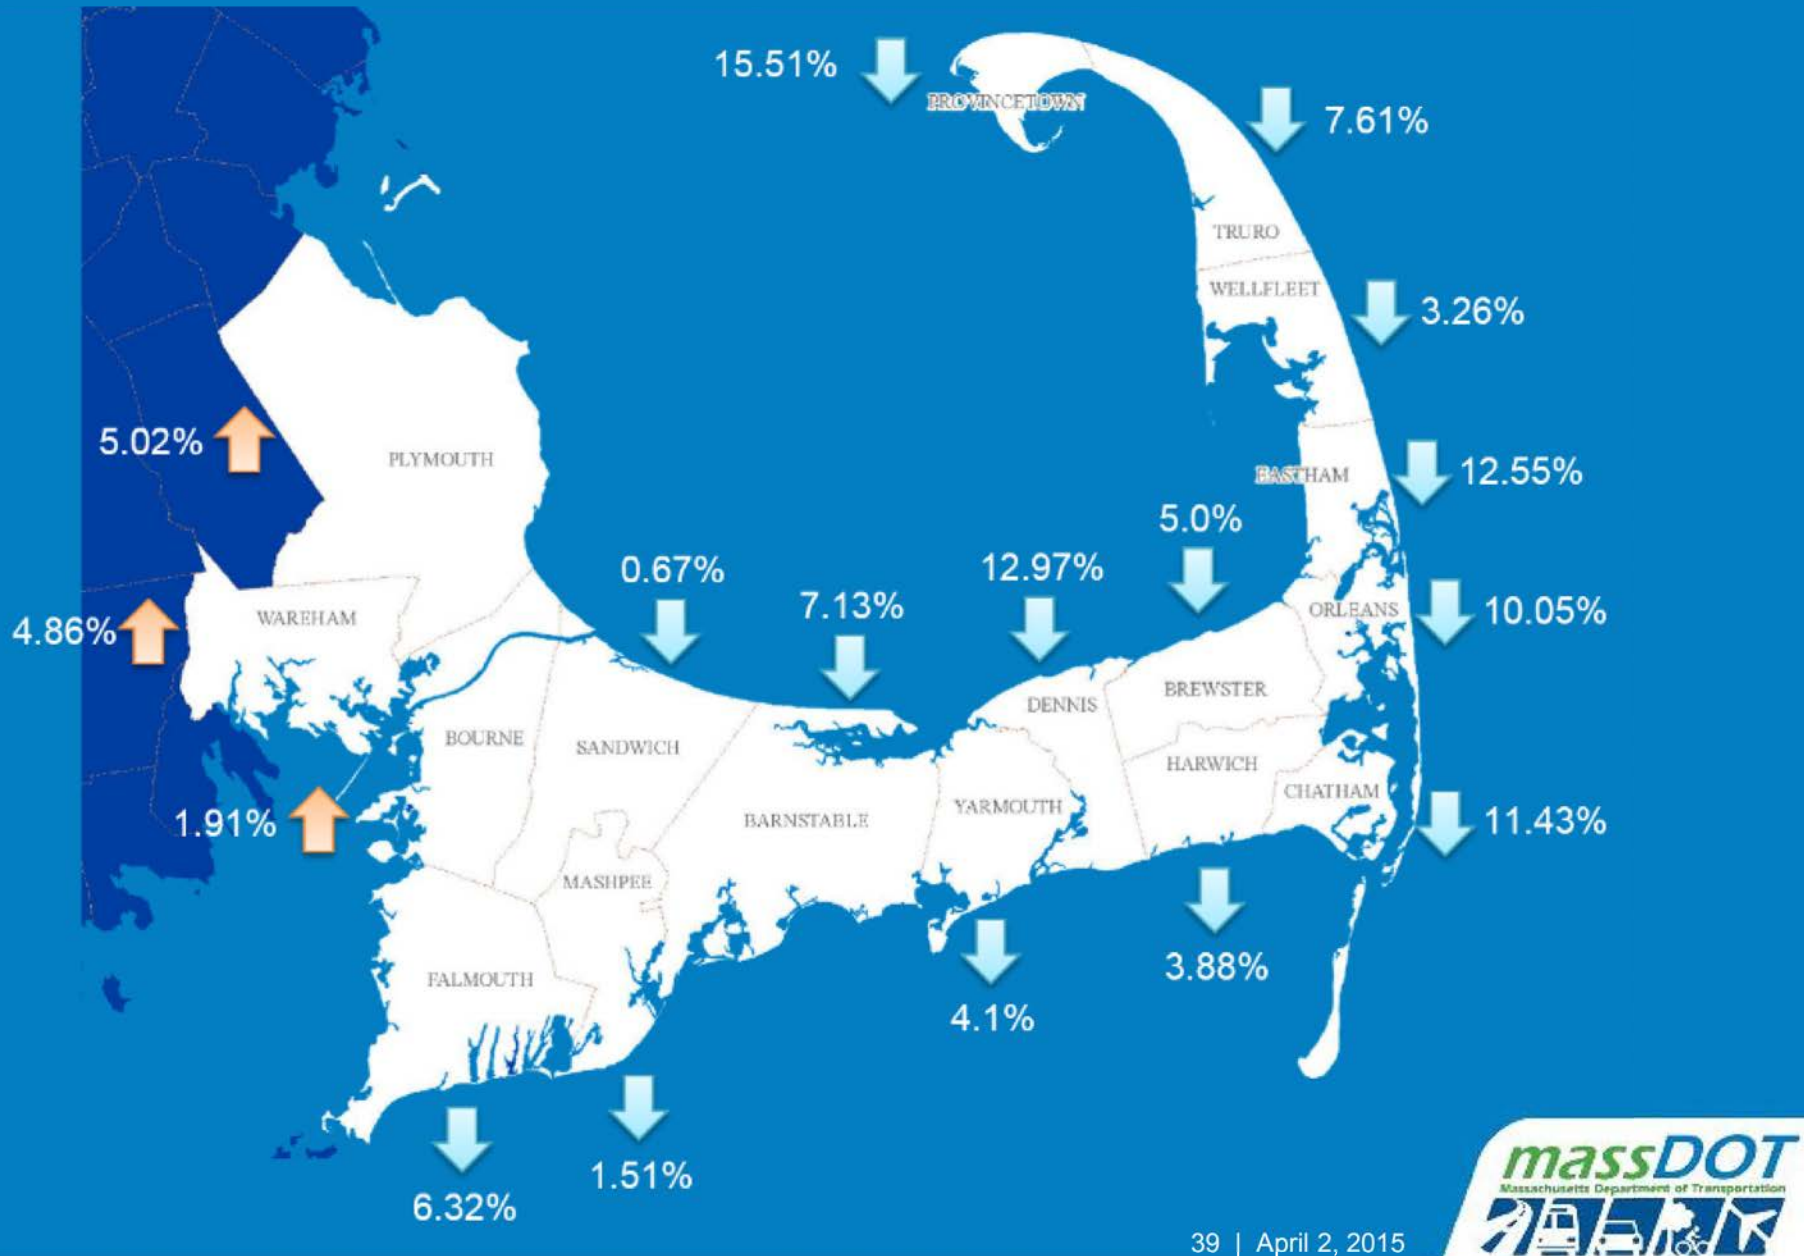 15.51%
PROVINCETOWN
7.61%
TRURO
WELLFLEET
3.26%
5.02%
PLYMOUTH
EASTHAM
12.55%
5.0%
0.67%
12.97%
7.13%
4.86%
WAREHAM
ORLEANS
10.05%
BOURNE
SANDWICH
DENNIS
BREWSTER
HARWICH
1.91%
BARNSTABLE
YARMOUTH
CHATHAM
11.43%
MASHPEE
FALMOUTH
3.88%
4.1%
1.51%
6.32%
massDOT
Massachusetts Department of Transportation
39 | April 2, 2015